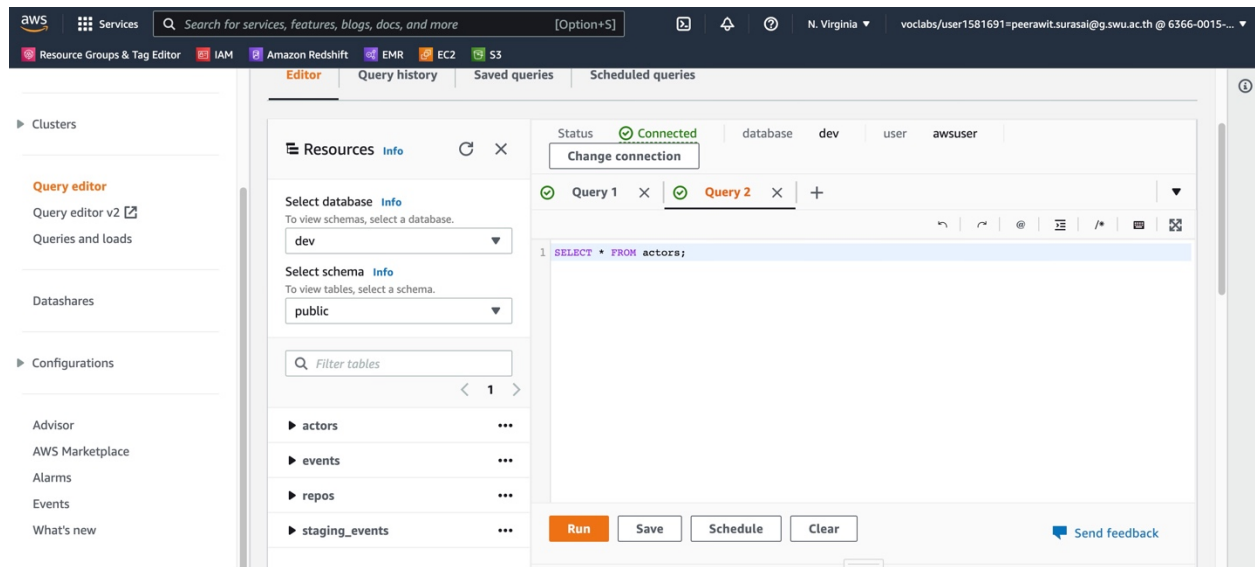 aws Services Search for services, features, blogs, docs, and more [Option+S] N. Virginia ▼ voclabs/user1581691=peerawit.surasai@g.swu.ac.th @ 6366-0015-... ▼
Resource Groups & Tag Editor IAM Amazon Redshift EMR EC2 S3
Editor Query history Saved queries Scheduled queries
Clusters
Query editor
Query editor v2
Queries and loads
Datashares
Configurations
Advisor
AWS Marketplace
Alarms
Events
What's new
Resources Info
Select database Info
To view schemas, select a database.
dev
Select schema Info
To view tables, select a schema.
public
Filter tables
< 1 >
actors •••
events •••
repos •••
staging_events •••
Status Connected database dev user awsuser
Change connection
Query 1 × Query 2 × +
@ /*
1 SELECT * FROM actors;
Run Save Schedule Clear
Send feedback